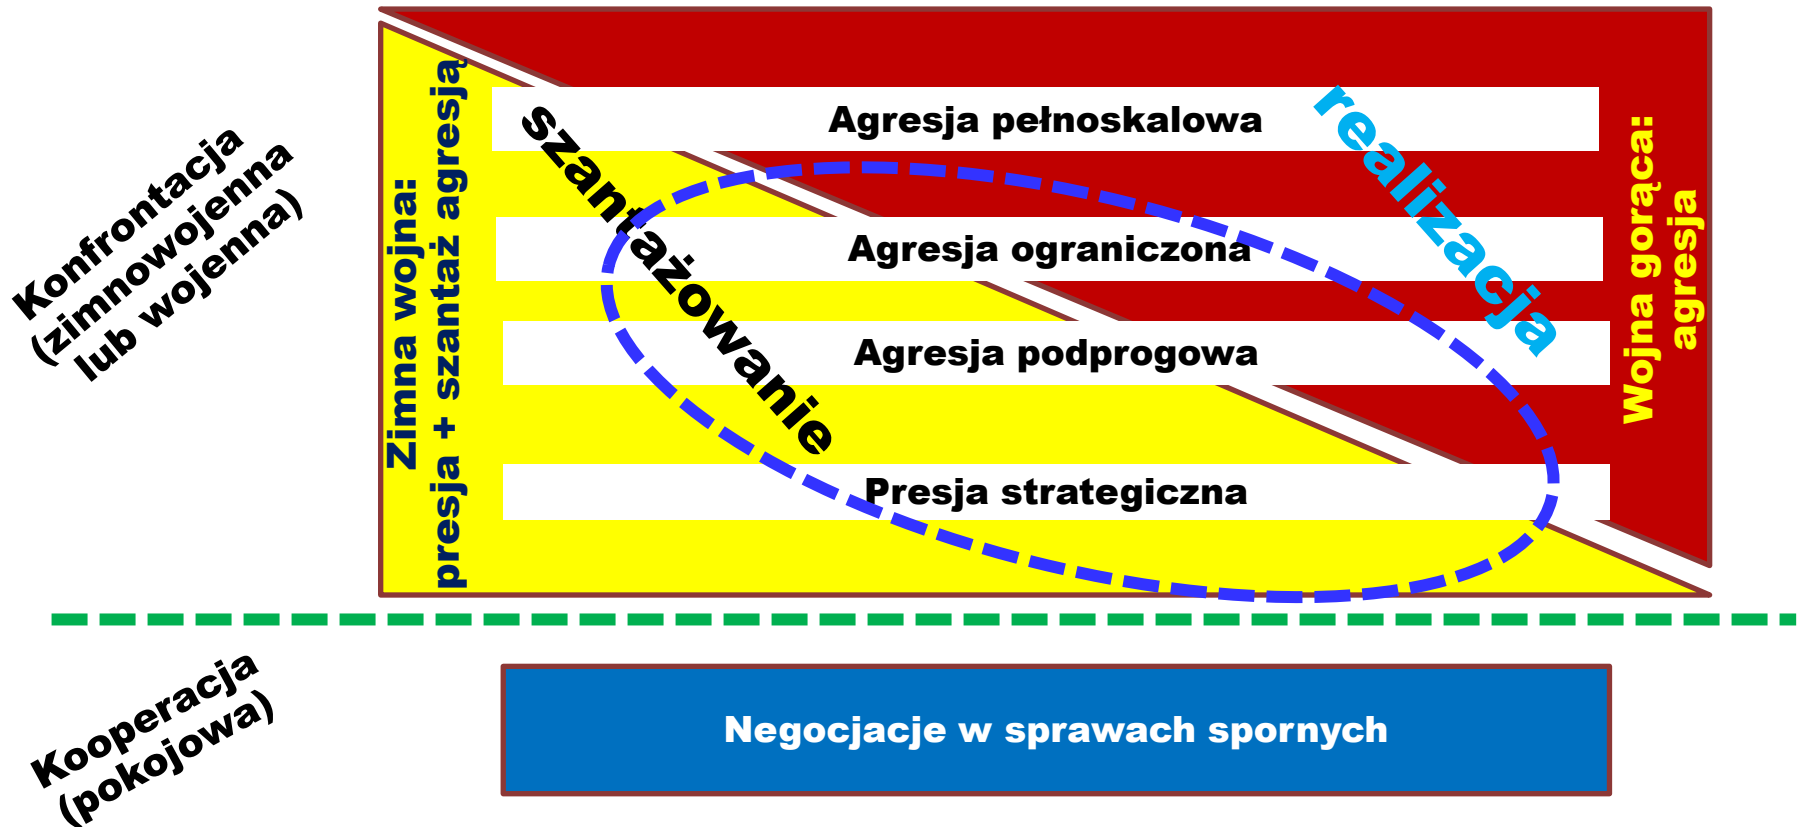 Konfrontacja
(zimnowojenna
lub wojenna)
Zimna wojna:
presja + szantaż agresją
szantażowanie
Agresja pełnoskalowa
Agresja ograniczona
Agresja podprogowa
Presja strategiczna
realizacja
Wojna gorąca:
agresja
Kooperacja
(pokojowa)
Negocjacje w sprawach spornych